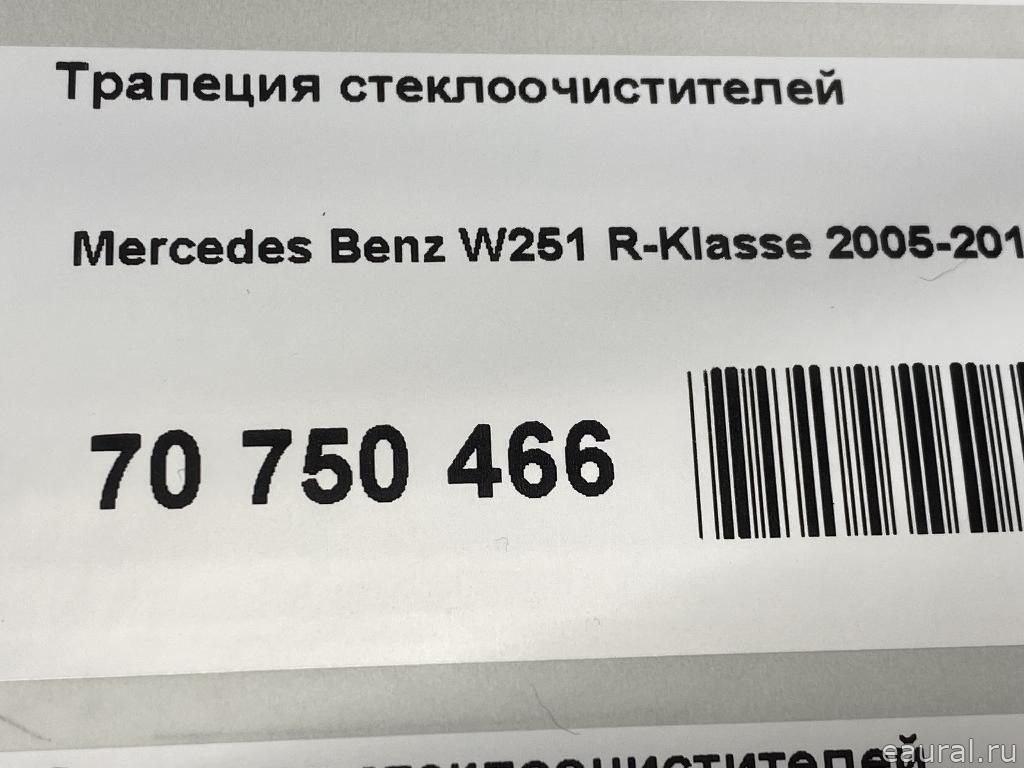 Трапеция стеклоочистителей
Mercedes Benz W251 R-Klasse 2005-201
70 750 466
eaural.ru